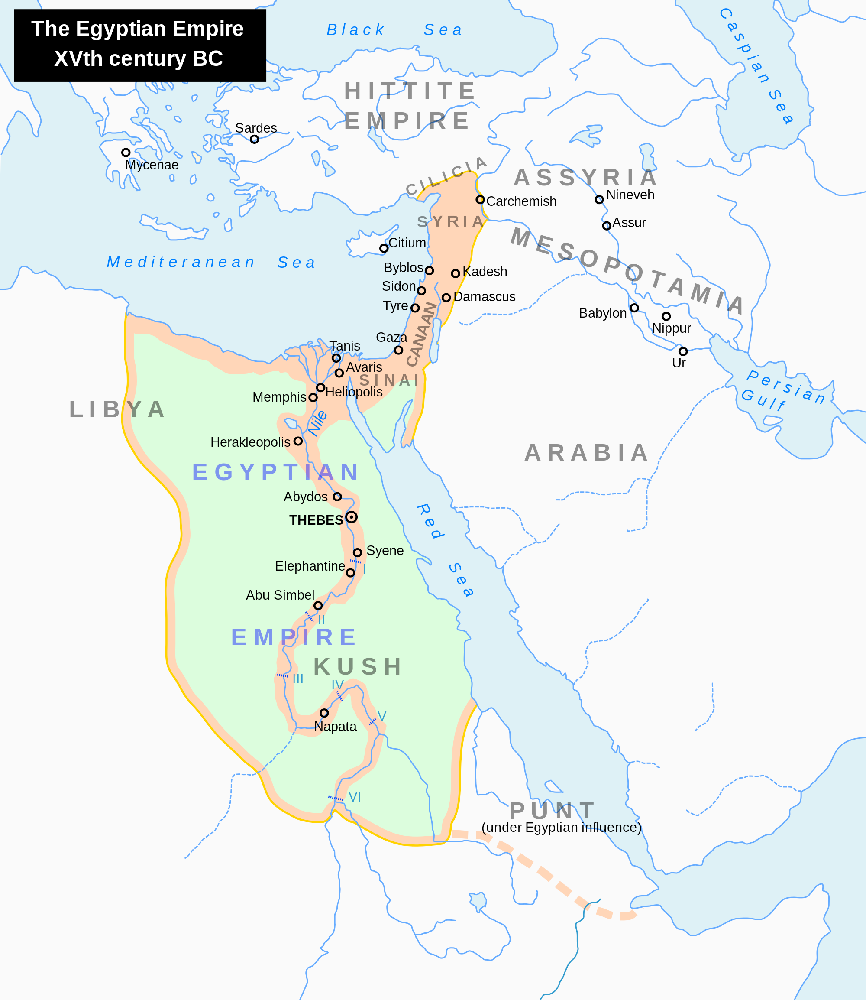 The Egyptian Empire
XVth century BC
Black Sea
Caspian Sea
HITTITE
EMPIRE
Sardes
Mycenae
CILICIA
ASSYRIA
Carchemish
Nineveh
SYRIA
Assur
MESOPOTAMIA
Citium
Mediteranean Sea
Byblos
Kadesh
Sidon
Damascus
Tyre
CANAAN
Babylon
Nippur
Gaza
Tanis
Ur
Avaris
SINAI
Heliopolis
Memphis
Persian
Gulf
LIBYA
Nile
Herakleopolis
ARABIA
EGYPTIAN
Abydos
THEBES
Red Sea
Syene
Elephantine
I
Abu Simbel
II
EMPIRE
KUSH
III
IV
V
Napata
VI
PUNT
(under Egyptian influence)